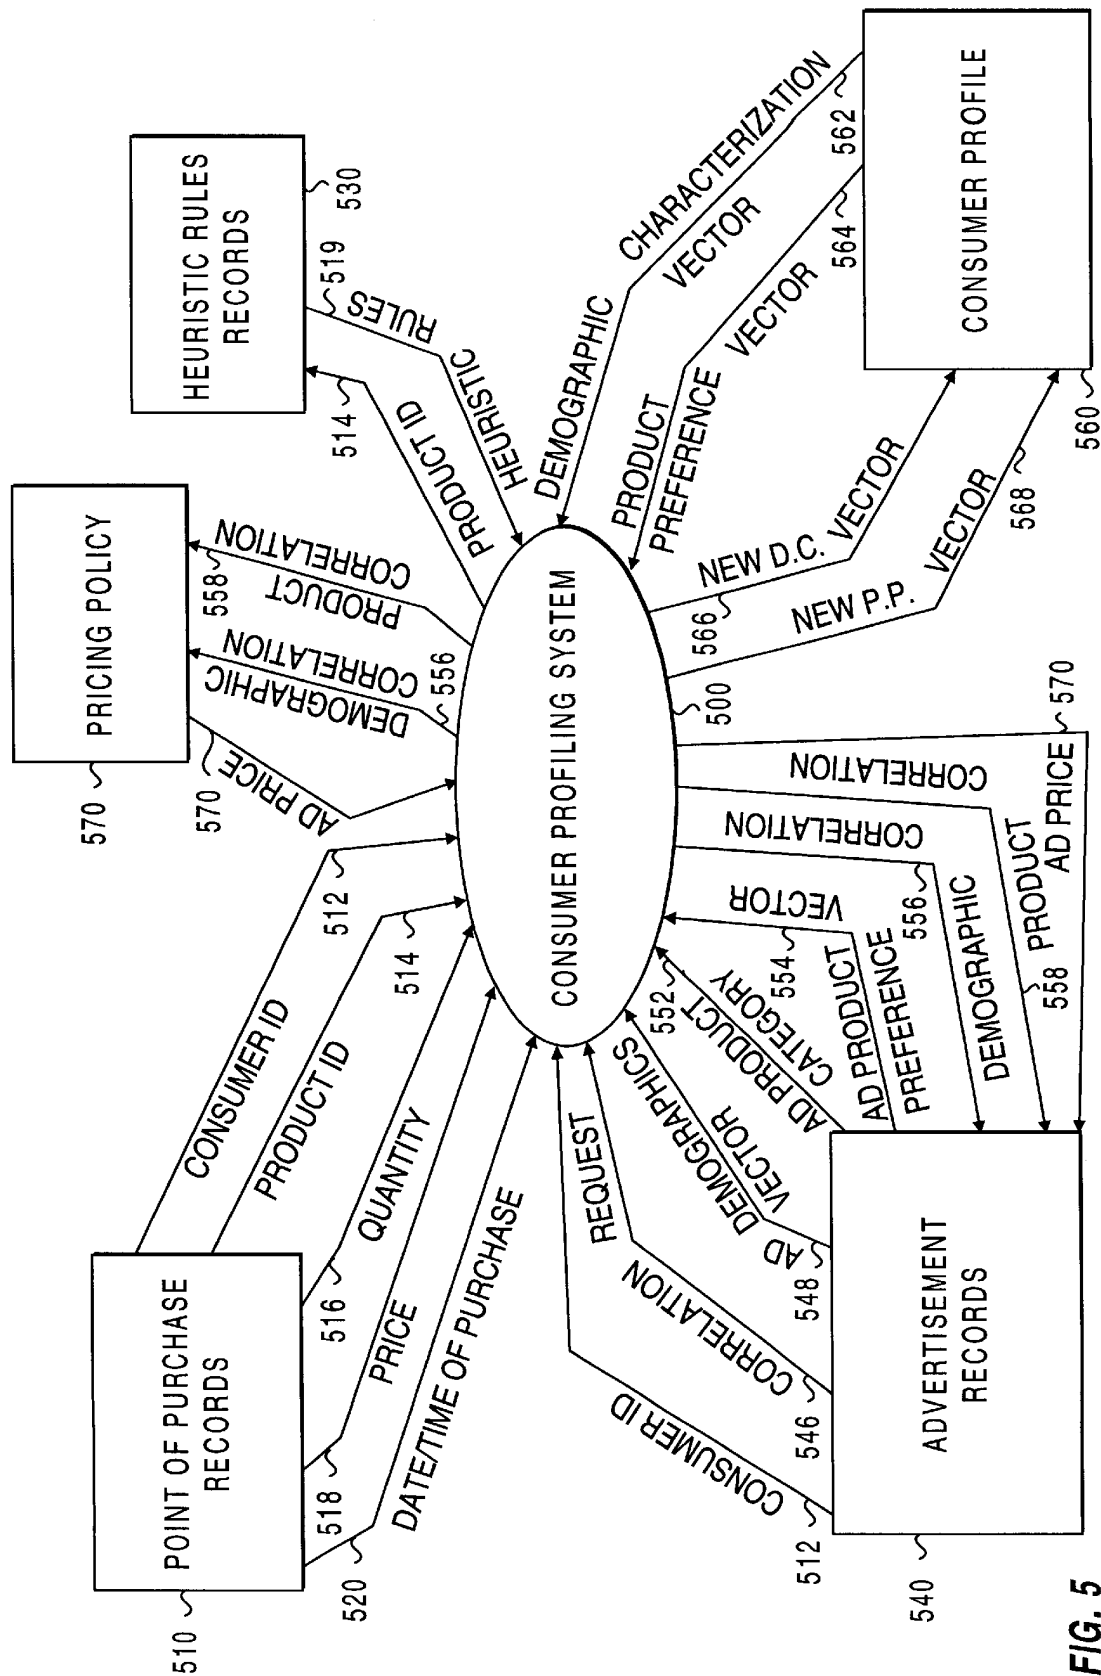 POINT OF PURCHASE
RECORDS
510
CONSUMER ID
512
PRODUCT ID
514
QUANTITY
516
PRICE
518
DATE/TIME OF PURCHASE
520
PRICING POLICY
570
AD PRICE
570
DEMOGRAPHIC
CORRELATION
556
PRODUCT
CORRELATION
558
HEURISTIC RULES
RECORDS
530
PRODUCT ID
514
HEURISTIC RULES
519
CONSUMER PROFILING SYSTEM
500
ADVERTISEMENT
RECORDS
540
CONSUMER ID
512
CORRELATION REQUEST
546
AD DEMOGRAPHICS
VECTOR
548
AD PRODUCT
CATEGORY
552
AD PRODUCT
PREFERENCE
VECTOR
554
DEMOGRAPHIC CORRELATION
556
PRODUCT CORRELATION
558
AD PRICE
570
CONSUMER PROFILE
560
DEMOGRAPHIC CHARACTERIZATION
VECTOR
562
PRODUCT
PREFERENCE VECTOR
564
NEW D.C. VECTOR
566
NEW P.P. VECTOR
568
FIG. 5